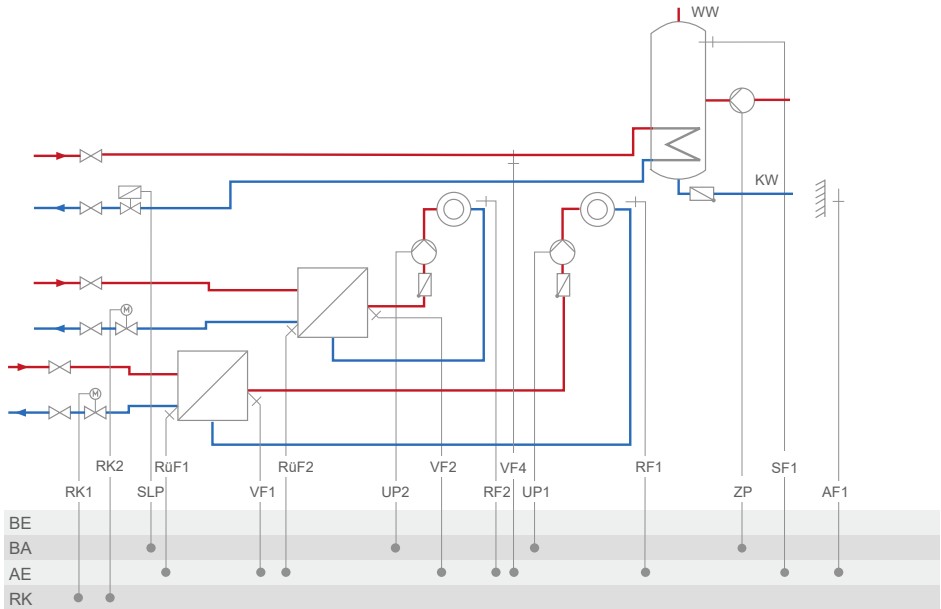 WW
KW
M
M
RK2 RüF1 RüF2 VF2 VF4 RF1 SF1
RK1 SLP VF1 UP2 RF2 UP1 ZP AF1
BE
BA
AE
RK